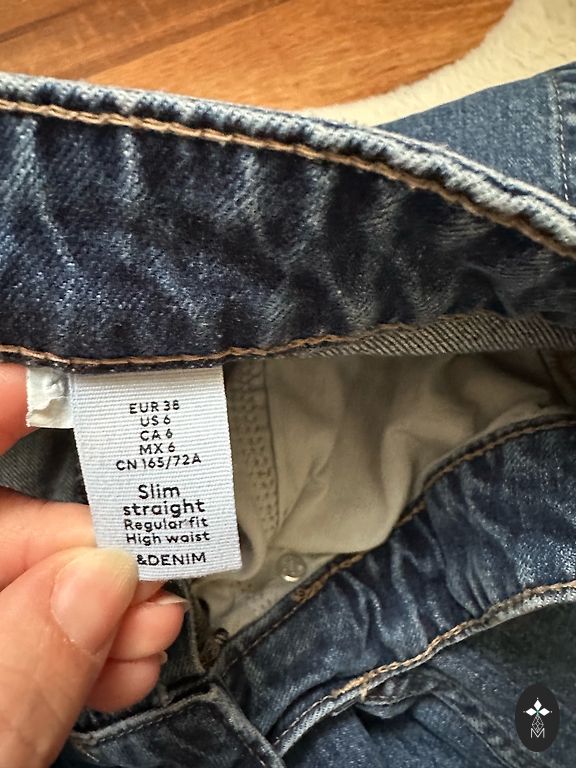 EUR 38
US 6
CA 6
MX 6
CN 165/72A
Slim
straight
Regular fit
High waist
&DENIM